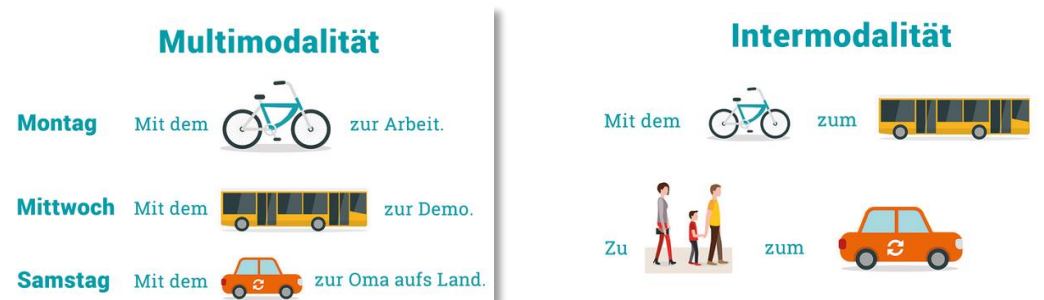 Multimodalität
Montag Mit dem zur Arbeit.
Mittwoch Mit dem zur Demo.
Samstag Mit dem zur Oma aufs Land.
Intermodalität
Mit dem zum
Zu zum